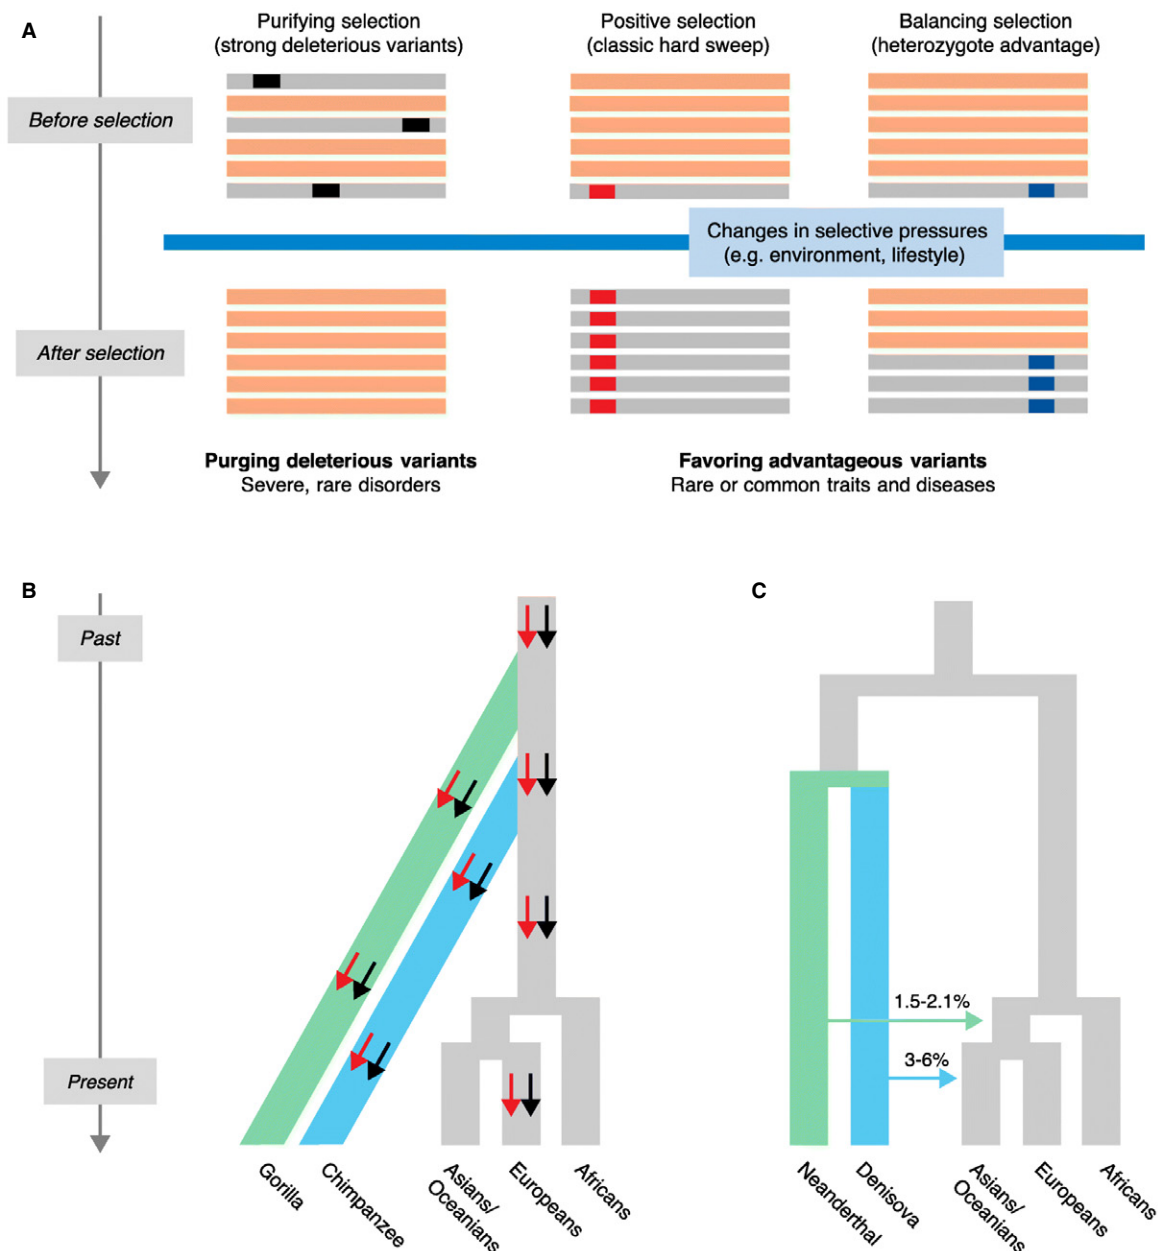 A
Purifying selection
(strong deleterious variants)
Positive selection
(classic hard sweep)
Balancing selection
(heterozygote advantage)
Before selection
Changes in selective pressures
(e.g. environment, lifestyle)
After selection
Purging deleterious variants
Severe, rare disorders
Favoring advantageous variants
Rare or common traits and diseases
B
Past
Present
Gorilla
Chimpanzee
Asians/
Oceanians
Europeans
Africans
C
1.5-2.1%
3-6%
Neanderthal
Denisova
Asians/
Oceanians
Europeans
Africans